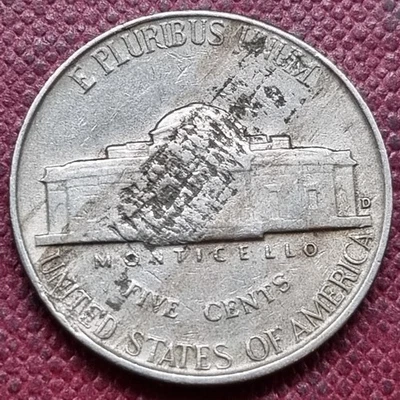 E PLURIBUS UNUM
D
MONTICELLO
FIVE CENTS
UNITED STATES OF AMERICA